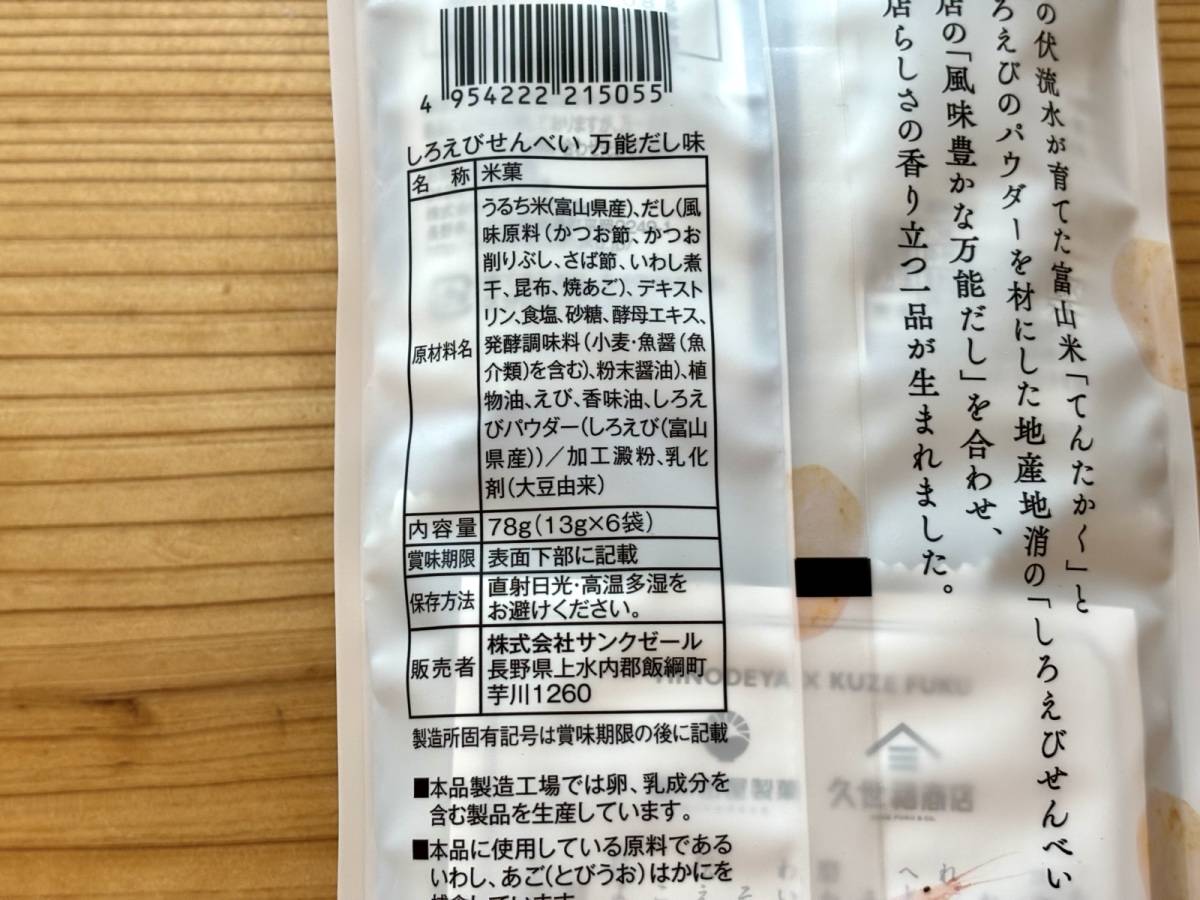 4 954222 215055
しろえびせんべい 万能だし味
名 称 米菓
原材料名
うるち米(富山県産)、だし(風
味原料(かつお節、かつお
削りぶし、さば節、いわし煮
干、昆布、焼あご)、デキスト
リン、食塩、砂糖、酵母エキス、
発酵調味料(小麦・魚醤(魚
介類)を含む)、粉末醤油)、植
物油、えび、香味油、しろえ
びパウダー(しろえび(富山
県産))/加工澱粉、乳化
剤(大豆由来)
内容量 78g(13g×6袋)
賞味期限 表面下部に記載
保存方法
直射日光・高温多湿を
お避けください。
販売者
株式会社サンクゼール
長野県上水内郡飯綱町
芋川1260
製造所固有記号は賞味期限の後に記載
■本品製造工場では卵、乳成分を
含む製品を生産しています。
■本品に使用している原料である
いわし、あご(とびうお)はかにを
の伏流水が育てた富山米「てんたかく」と
ろえびのパウダーを材にした地産地消の「しろえびせんべい
店の「風味豊かな万能だし」を合わせ、
店らしさの香り立つ一品が生まれました。
HINODEYA X KUZE FUKU
屋製菓
久世福商店